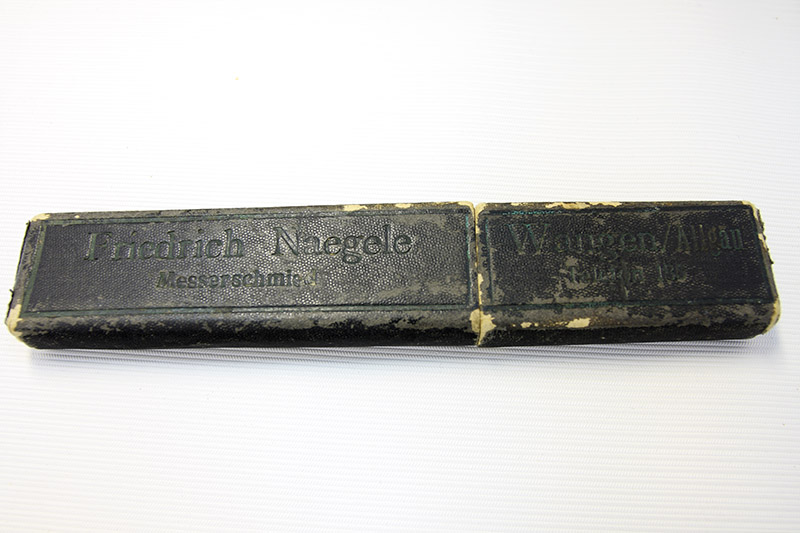 Friedrich Naegele
Messerschmied
Wangen/Allgäu